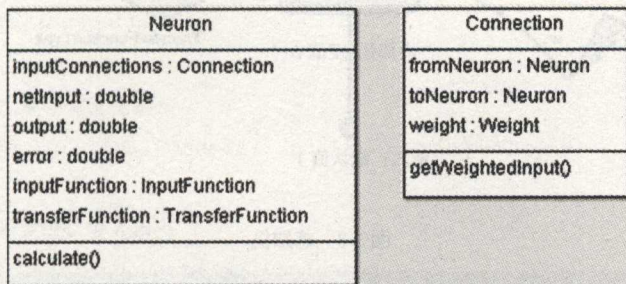 Neuron
inputConnections : Connection
netInput : double
output : double
error : double
inputFunction : InputFunction
transferFunction : TransferFunction
calculate()
Connection
fromNeuron : Neuron
toNeuron : Neuron
weight : Weight
getWeightedInput()